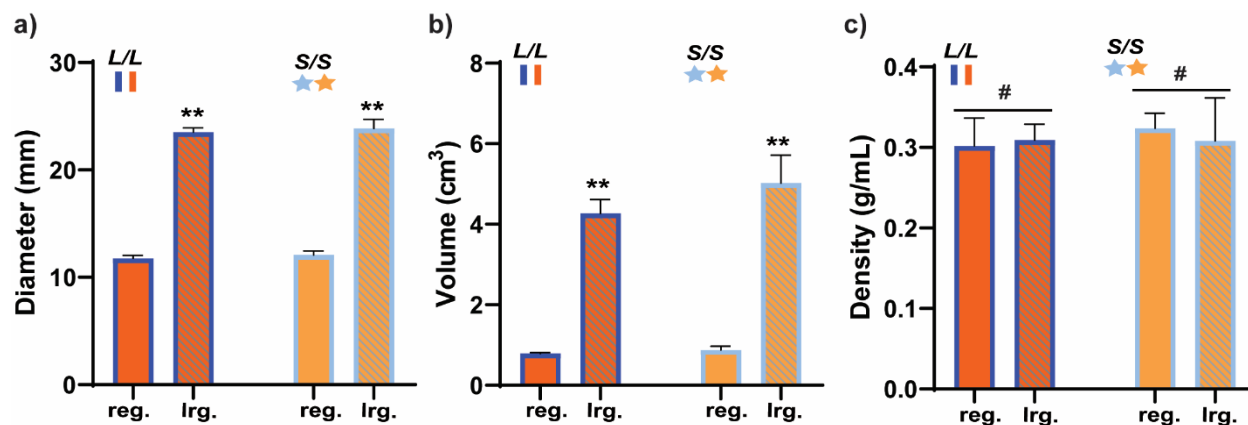 a)
L/L
S/S
30
20
10
0
Diameter (mm)
**
**
reg.
lrg.
reg.
lrg.
b)
L/L
S/S
8
6
4
2
0
Volume (cm³)
**
**
reg.
lrg.
reg.
lrg.
c)
L/L
S/S
0.4
0.3
0.2
0.1
0.0
Density (g/mL)
#
#
reg.
lrg.
reg.
lrg.